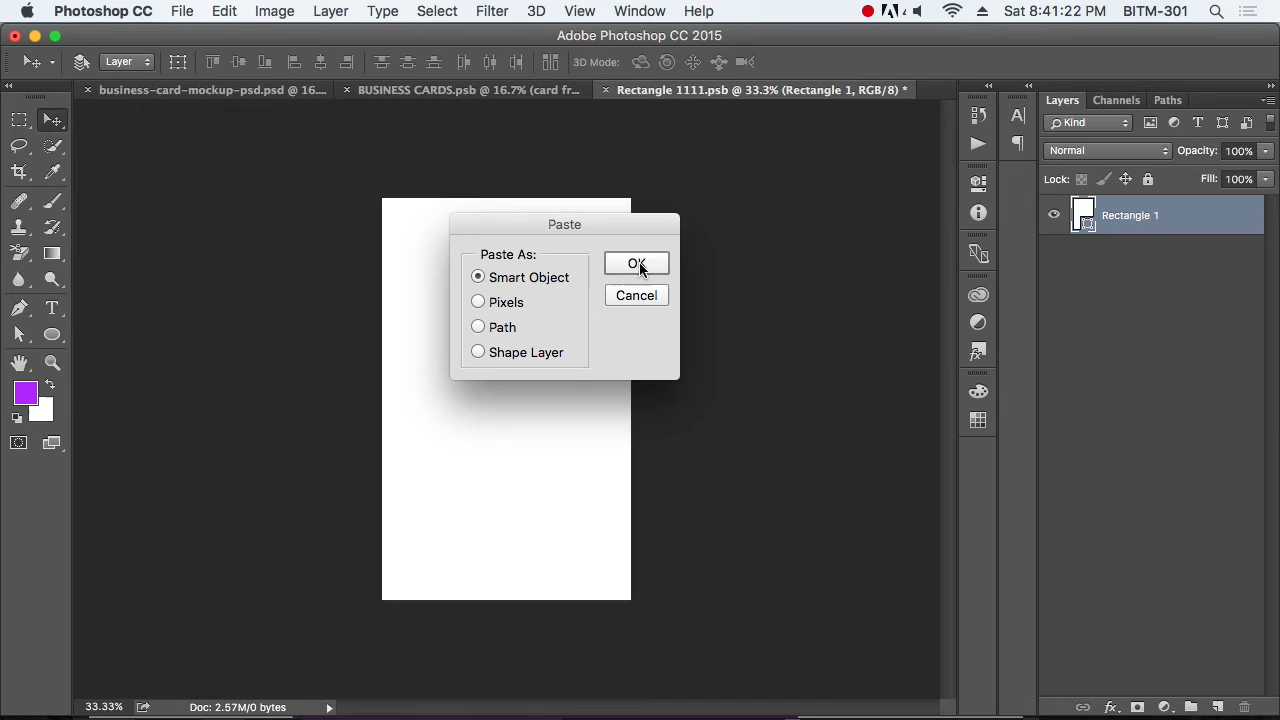 Photoshop CC File Edit Image Layer Type Select Filter 3D View Window Help Sat 8:41:22 PM BITM-301
Adobe Photoshop CC 2015
Layer 3D Mode:
business-card-mockup-psd.psd @ 16.... BUSINESS CARDS.psb @ 16.7% (card fr... Rectangle 1111.psb @ 33.3% (Rectangle 1, RGB/8) *
Layers Channels Paths
Kind
Normal Opacity: 100%
Lock: Fill: 100%
Rectangle 1
Paste
Paste As:
Smart Object
Pixels
Path
Shape Layer
OK
Cancel
33.33% Doc: 2.57M/0 bytes